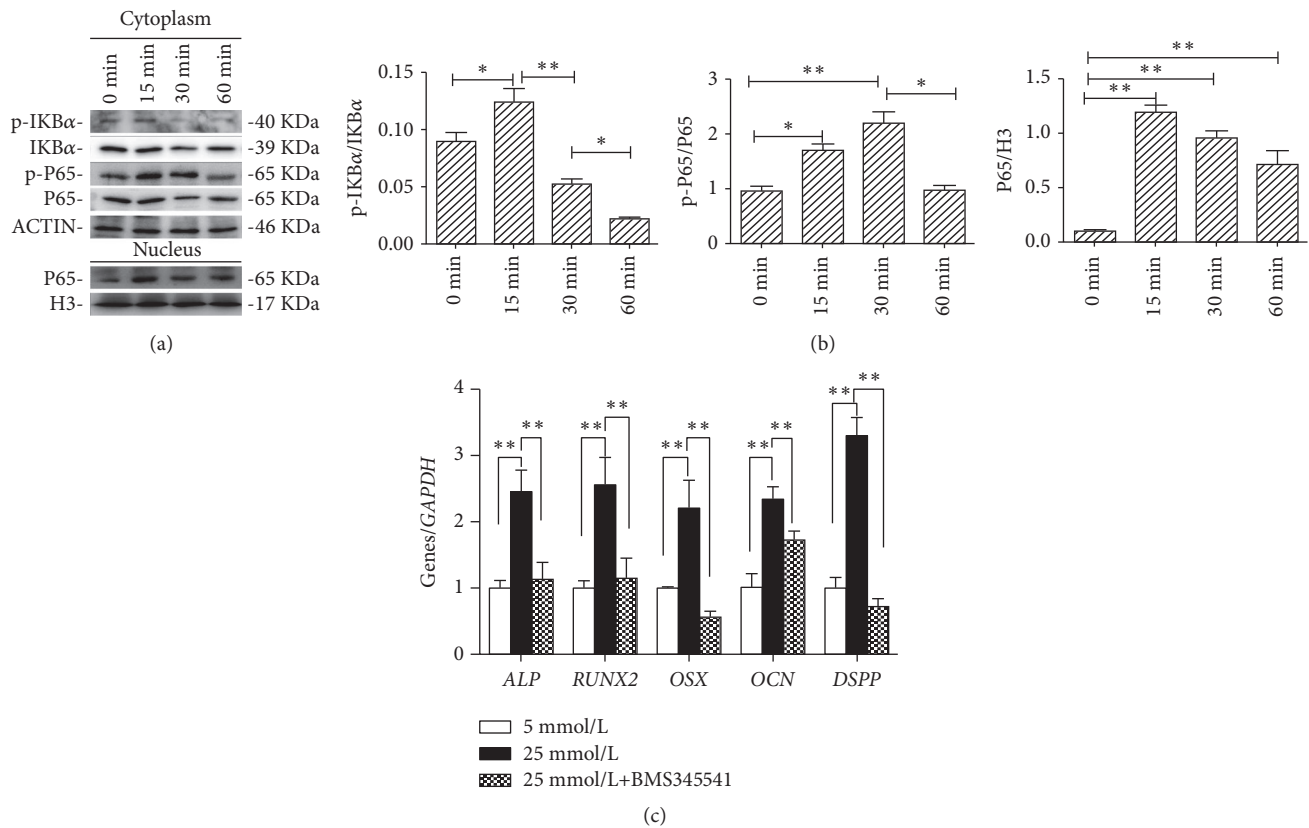 Cytoplasm
0 min 15 min 30 min 60 min
p-IKBα- -40 KDa
IKBα- -39 KDa
p-P65- -65 KDa
P65- -65 KDa
ACTIN- -46 KDa
Nucleus
P65- -65 KDa
H3- -17 KDa
(a)
p-IKBα/IKBα
0.15
0.10
0.05
0.00
* ** *
0 min 15 min 30 min 60 min
p-P65/P65
3
2
1
0
** * *
0 min 15 min 30 min 60 min
P65/H3
1.5
1.0
0.5
0.0
**
**
**
0 min 15 min 30 min 60 min
(b)
Genes/GAPDH
4
3
2
1
0
** ** ** ** ** ** ** ** ** **
ALP RUNX2 OSX OCN DSPP
5 mmol/L
25 mmol/L
25 mmol/L+BMS345541
(c)